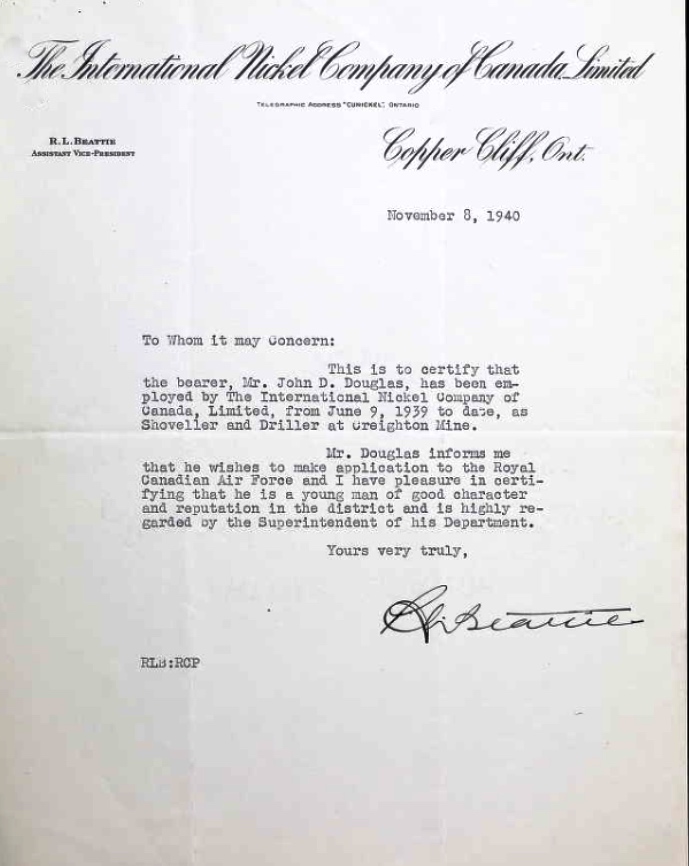 The International Nickel Company of Canada, Limited
TELEGRAPHIC ADDRESS "CUNICKEL", ONTARIO
R.L. BEATTIE
ASSISTANT VICE-PRESIDENT
Copper Cliff, Ont.
November 8, 1940
To Whom it may Concern:
This is to certify that
the bearer, Mr. John D. Douglas, has been em-
ployed by The International Nickel Company of
Canada, Limited, from June 9, 1939 to date, as
Shoveller and Driller at Creighton Mine.
Mr. Douglas informs me
that he wishes to make application to the Royal
Canadian Air Force and I have pleasure in certi-
fying that he is a young man of good character
and reputation in the district and is highly re-
garded by the Superintendent of his Department.
Yours very truly,
RLBeattie
RLB:RCP